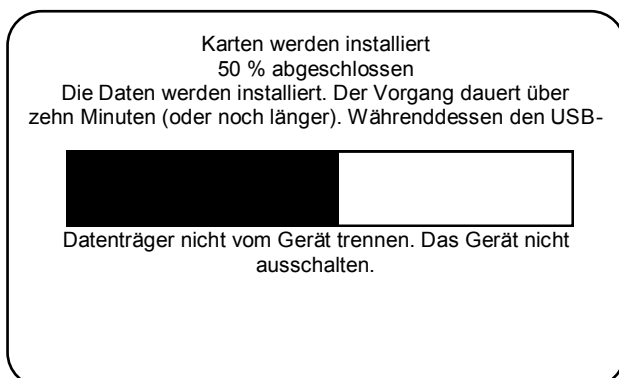 Karten werden installiert
50 % abgeschlossen
Die Daten werden installiert. Der Vorgang dauert über
zehn Minuten (oder noch länger). Währenddessen den USB-
Datenträger nicht vom Gerät trennen. Das Gerät nicht
ausschalten.